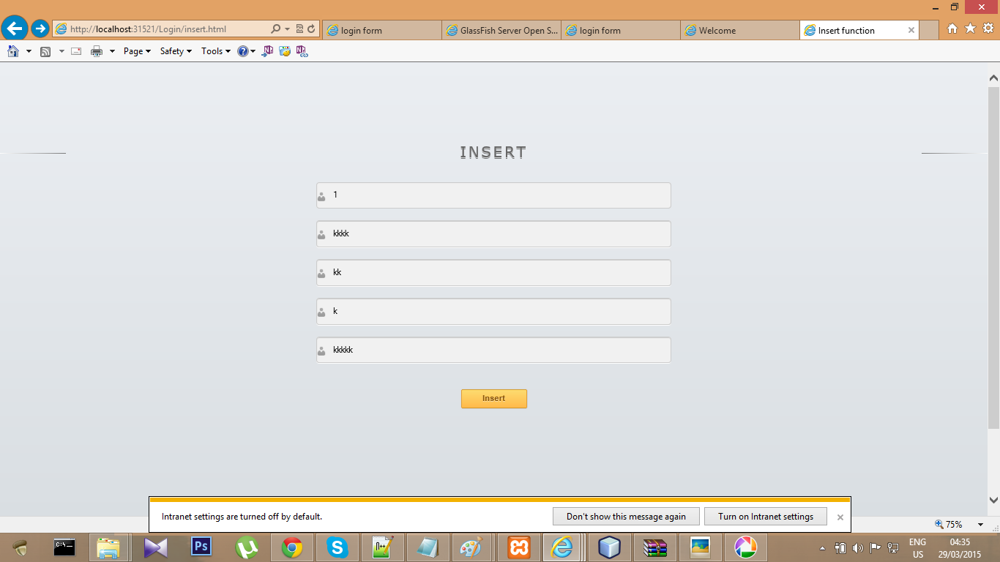 http://localhost:31521/Login/insert.html
login form
GlassFish Server Open S...
login form
Welcome
Insert function
Page
Safety
Tools
INSERT
1
kkkk
kk
k
kkkkk
Insert
Intranet settings are turned off by default.
Don't show this message again
Turn on Intranet settings
75%
C:\._
Ps
N++
ENG
US
04:35
29/03/2015